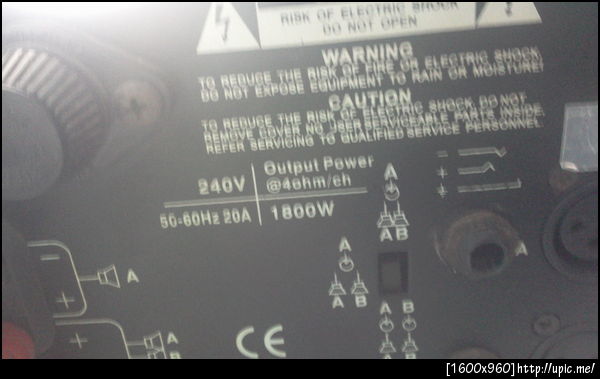 RISK OF ELECTRIC SHOCK
DO NOT OPEN
WARNING
TO REDUCE THE RISK OF FIRE OR ELECTRIC SHOCK
DO NOT EXPOSE EQUIPMENT TO RAIN OR MOISTURE!
CAUTION
TO REDUCE THE RISK OF ELECTRIC SHOCK, DO NOT
REMOVE COVER. NO USER SERVICEABLE PARTS INSIDE.
REFER SERVICING TO QUALIFIED SERVICE PERSONNEL.
240V
Output Power
@4ohm/ch
50-60Hz 20A
1800W
A
A B
A
A
A B
A
A B
A
B
CE
[1600x960]http://upic.me/